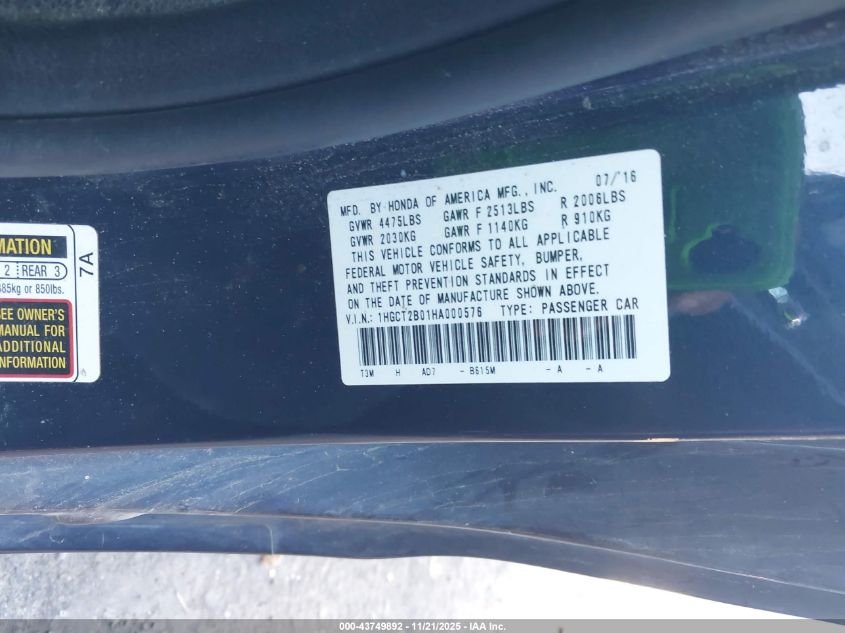 MATION
2 REAR 3
385kg or 850lbs.
SEE OWNER'S
MANUAL FOR
ADDITIONAL
INFORMATION
7A
MFD. BY HONDA OF AMERICA MFG., INC. 07/16
GVWR 4475LBS GAWR F 2513LBS R 2006LBS
GVWR 2030KG GAWR F 1140KG R 910KG
THIS VEHICLE CONFORMS TO ALL APPLICABLE
FEDERAL MOTOR VEHICLE SAFETY, BUMPER,
AND THEFT PREVENTION STANDARDS IN EFFECT
ON THE DATE OF MANUFACTURE SHOWN ABOVE.
V.I.N.: 1HGCT2B01HA000576 TYPE: PASSENGER CAR
T3M H AD7 - B615M - A - A
000-43749892 - 11/21/2025 - IAA Inc.